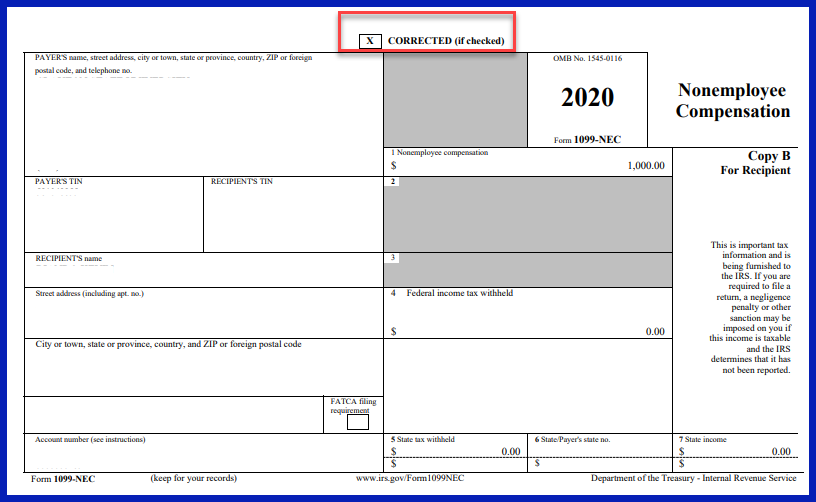 X CORRECTED (if checked)
PAYER'S name, street address, city or town, state or province, country, ZIP or foreign
postal code, and telephone no.
OMB No. 1545-0116
2020
Form 1099-NEC
Nonemployee
Compensation
1 Nonemployee compensation
$ 1,000.00
Copy B
For Recipient
PAYER'S TIN
RECIPIENT'S TIN
2
This is important tax
information and is
being furnished to
the IRS. If you are
required to file a
return, a negligence
penalty or other
sanction may be
imposed on you if
this income is taxable
and the IRS
determines that it has
not been reported.
RECIPIENT'S name
3
Street address (including apt. no.)
4 Federal income tax withheld
$ 0.00
City or town, state or province, country, and ZIP or foreign postal code
FATCA filing
requirement
Account number (see instructions)
5 State tax withheld
$ 0.00
$
6 State/Payer's state no.
$
7 State income
$ 0.00
$
Form 1099-NEC (keep for your records) www.irs.gov/Form1099NEC Department of the Treasury - Internal Revenue Service